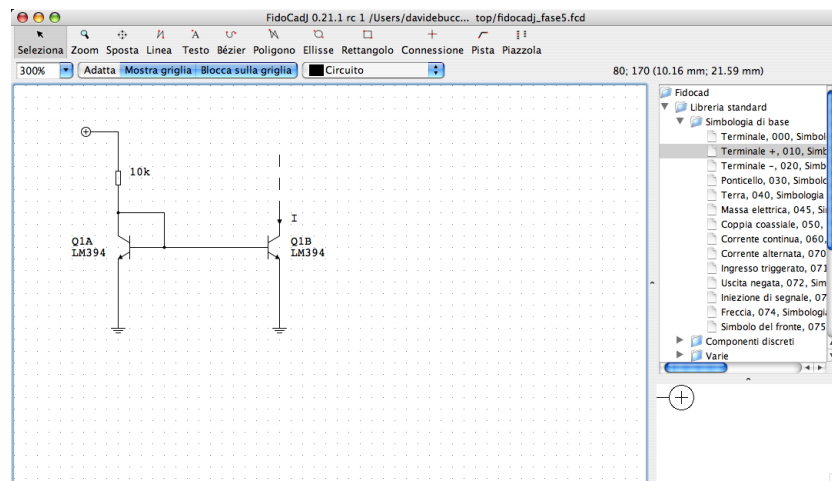 FidoCadJ 0.21.1 rc 1 /Users/davidebucc... top/fidocadj_fase5.fcd
Seleziona Zoom Sposta Linea Testo Bézier Poligono Ellisse Rettangolo Connessione Pista Piazzola
300% Adatta Mostra griglia Blocca sulla griglia Circuito 80; 170 (10.16 mm; 21.59 mm)
Fidocad
Libreria standard
Simbologia di base
Terminale, 000, Simbol
Terminale +, 010, Simb
Terminale -, 020, Simb
Ponticello, 030, Simbolo
Terra, 040, Simbologia
Massa elettrica, 045, Si
Coppia coassiale, 050,
Corrente continua, 060,
Corrente alternata, 070
Ingresso triggerato, 071
Uscita negata, 072, Sim
Iniezione di segnale, 07
Freccia, 074, Simbologi
Simbolo del fronte, 075
Componenti discreti
Varie
10k
I
Q1A
LM394
Q1B
LM394